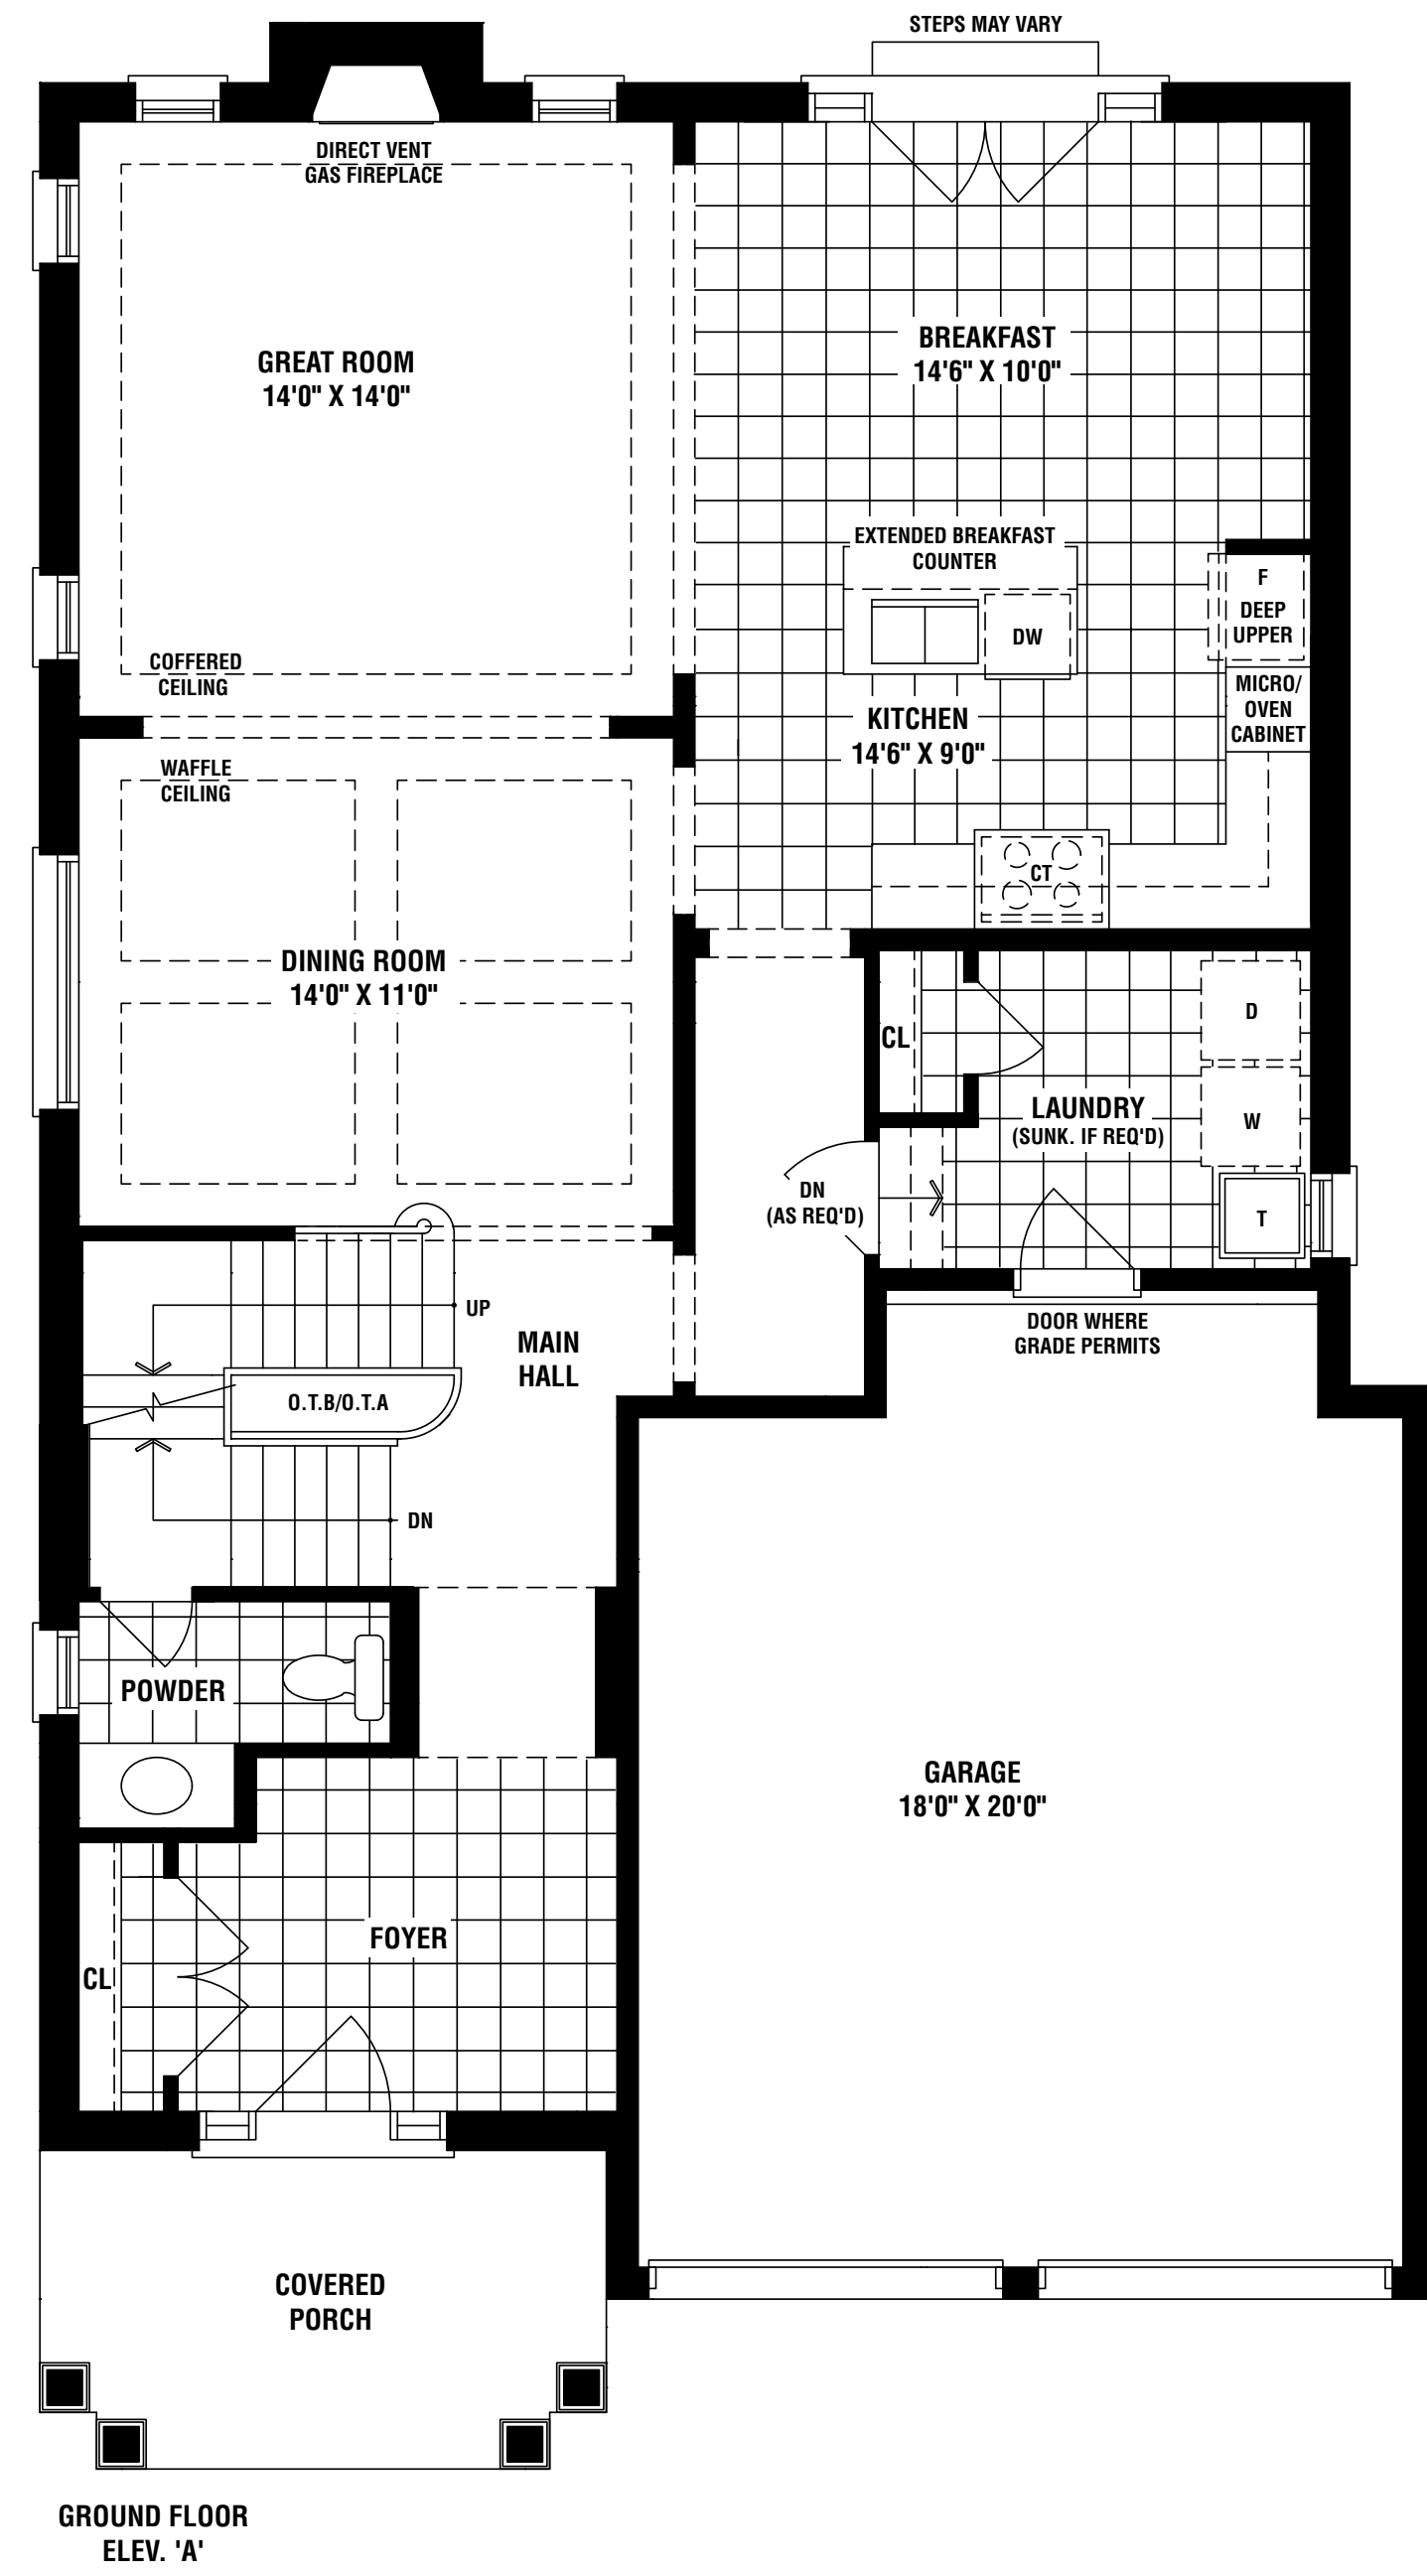 STEPS MAY VARY
DIRECT VENT
GAS FIREPLACE
GREAT ROOM
14'0" X 14'0"
BREAKFAST
14'6" X 10'0"
EXTENDED BREAKFAST
COUNTER
DW
F
DEEP
UPPER
MICRO/
OVEN
CABINET
COFFERED
CEILING
KITCHEN
14'6" X 9'0"
WAFFLE
CEILING
CT
DINING ROOM
14'0" X 11'0"
CL
D
LAUNDRY
(SUNK. IF REQ'D)
W
DN
(AS REQ'D)
T
UP
MAIN
HALL
DOOR WHERE
GRADE PERMITS
O.T.B/O.T.A
DN
POWDER
GARAGE
18'0" X 20'0"
FOYER
CL
COVERED
PORCH
GROUND FLOOR
ELEV. 'A'